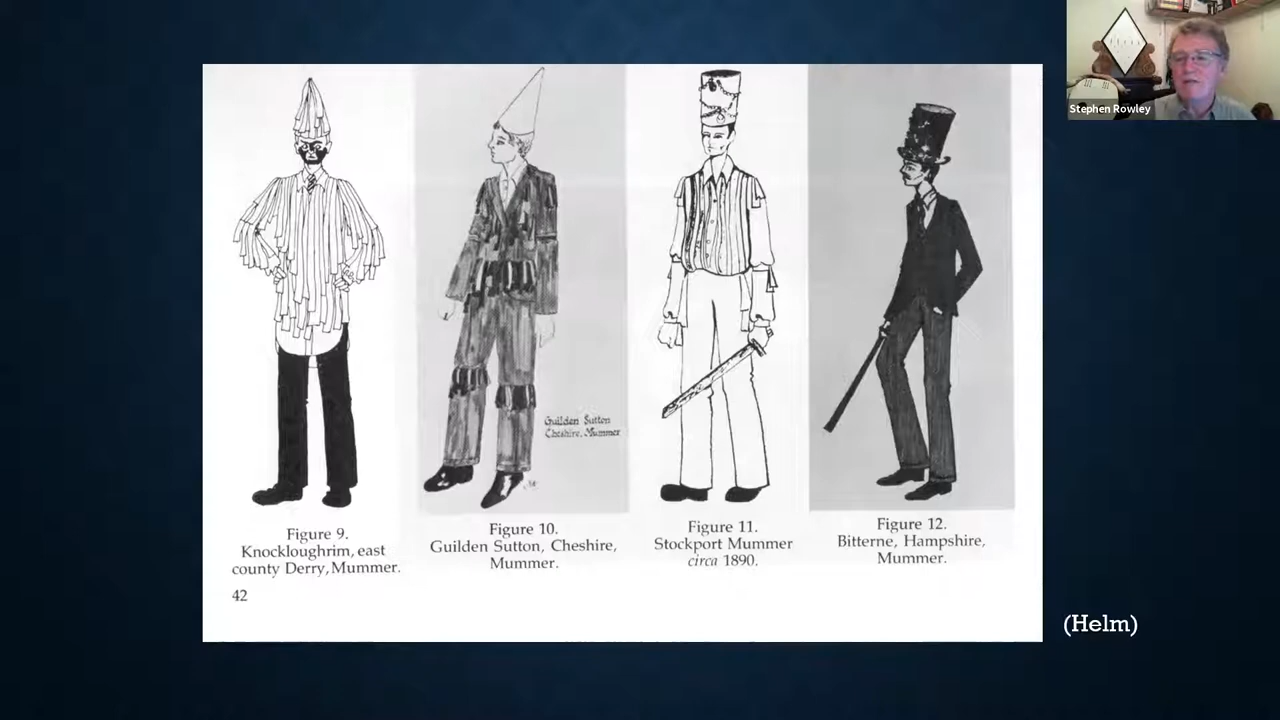 Stephen Rowley
Guilden Sutton
Cheshire, Mummer
Figure 9.
Knockloughrim, east
county Derry, Mummer.
Figure 10.
Guilden Sutton, Cheshire,
Mummer.
Figure 11.
Stockport Mummer
circa 1890.
Figure 12.
Bitterne, Hampshire,
Mummer.
42
(Helm)